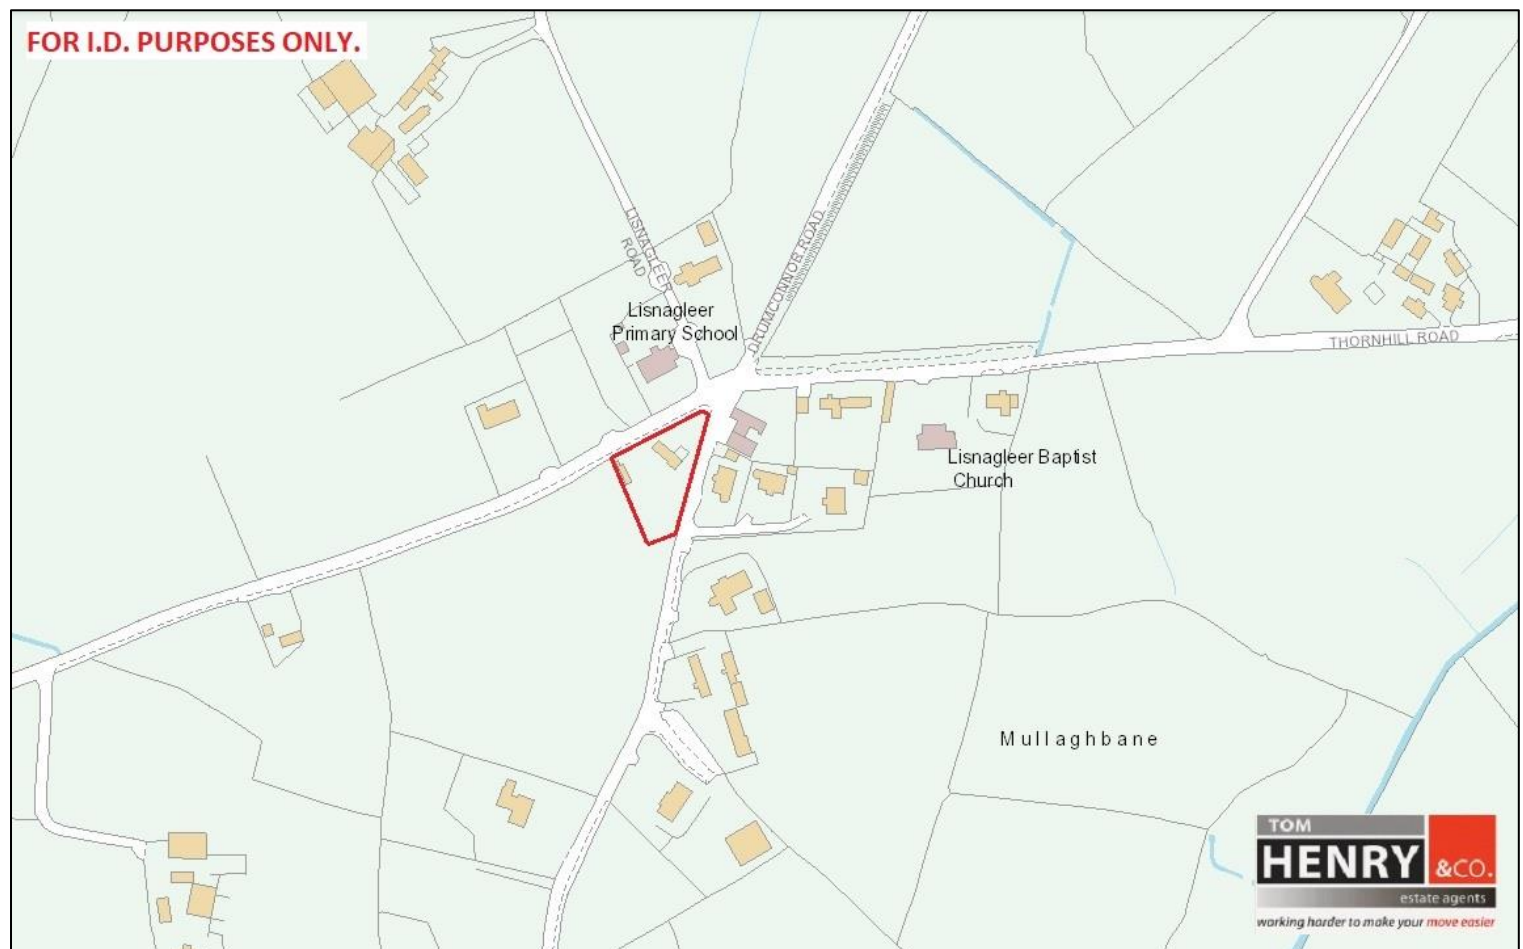 FOR I.D. PURPOSES ONLY.
LISNAGLEER
ROAD
DRUMCONNOR ROAD
Lisnagleer
Primary School
THORNHILL ROAD
Lisnagleer Baptist
Church
Mullaghbane
TOM
HENRY
&CO.
estate agents
working harder to make your move easier